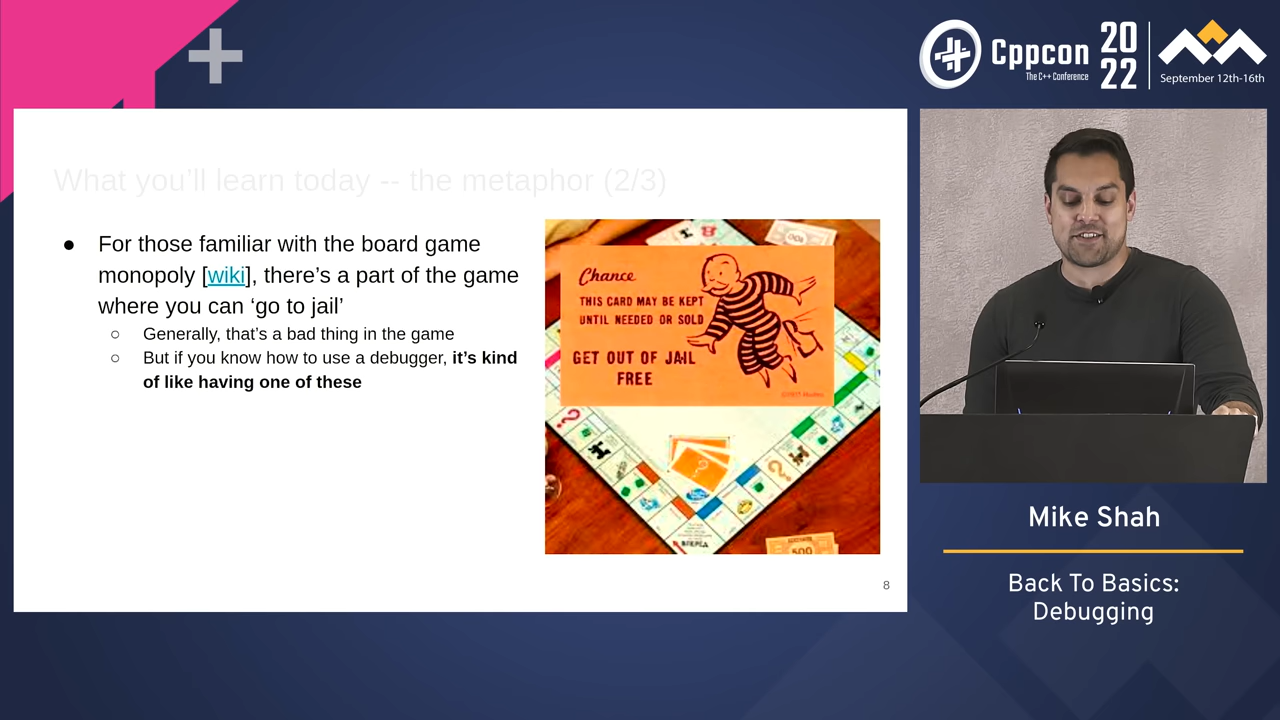 Cppcon
The C++ Conference
20
22
September 12th-16th
What you’ll learn today -- the metaphor (2/3)
● For those familiar with the board game
monopoly [wiki], there’s a part of the game
where you can ‘go to jail’
○ Generally, that’s a bad thing in the game
○ But if you know how to use a debugger, it’s kind
of like having one of these
Chance
THIS CARD MAY BE KEPT
UNTIL NEEDED OR SOLD
GET OUT OF JAIL
FREE
500
8
Mike Shah
Back To Basics:
Debugging